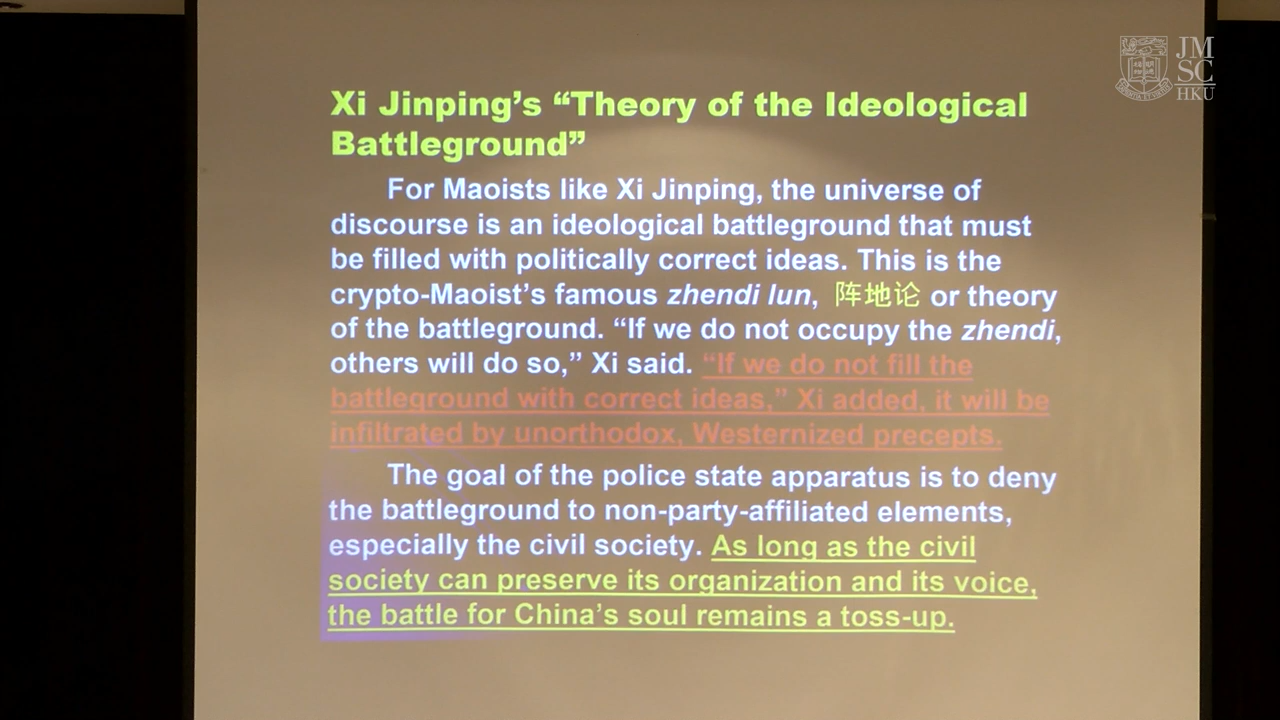 JM
SC
HKU
Xi Jinping’s “Theory of the Ideological
Battleground”
For Maoists like Xi Jinping, the universe of
discourse is an ideological battleground that must
be filled with politically correct ideas. This is the
crypto-Maoist’s famous zhendi lun, 阵地论 or theory
of the battleground. “If we do not occupy the zhendi,
others will do so,” Xi said. “If we do not fill the
battleground with correct ideas,” Xi added, it will be
infiltrated by unorthodox, Westernized precepts.
The goal of the police state apparatus is to deny
the battleground to non-party-affiliated elements,
especially the civil society. As long as the civil
society can preserve its organization and its voice,
the battle for China’s soul remains a toss-up.